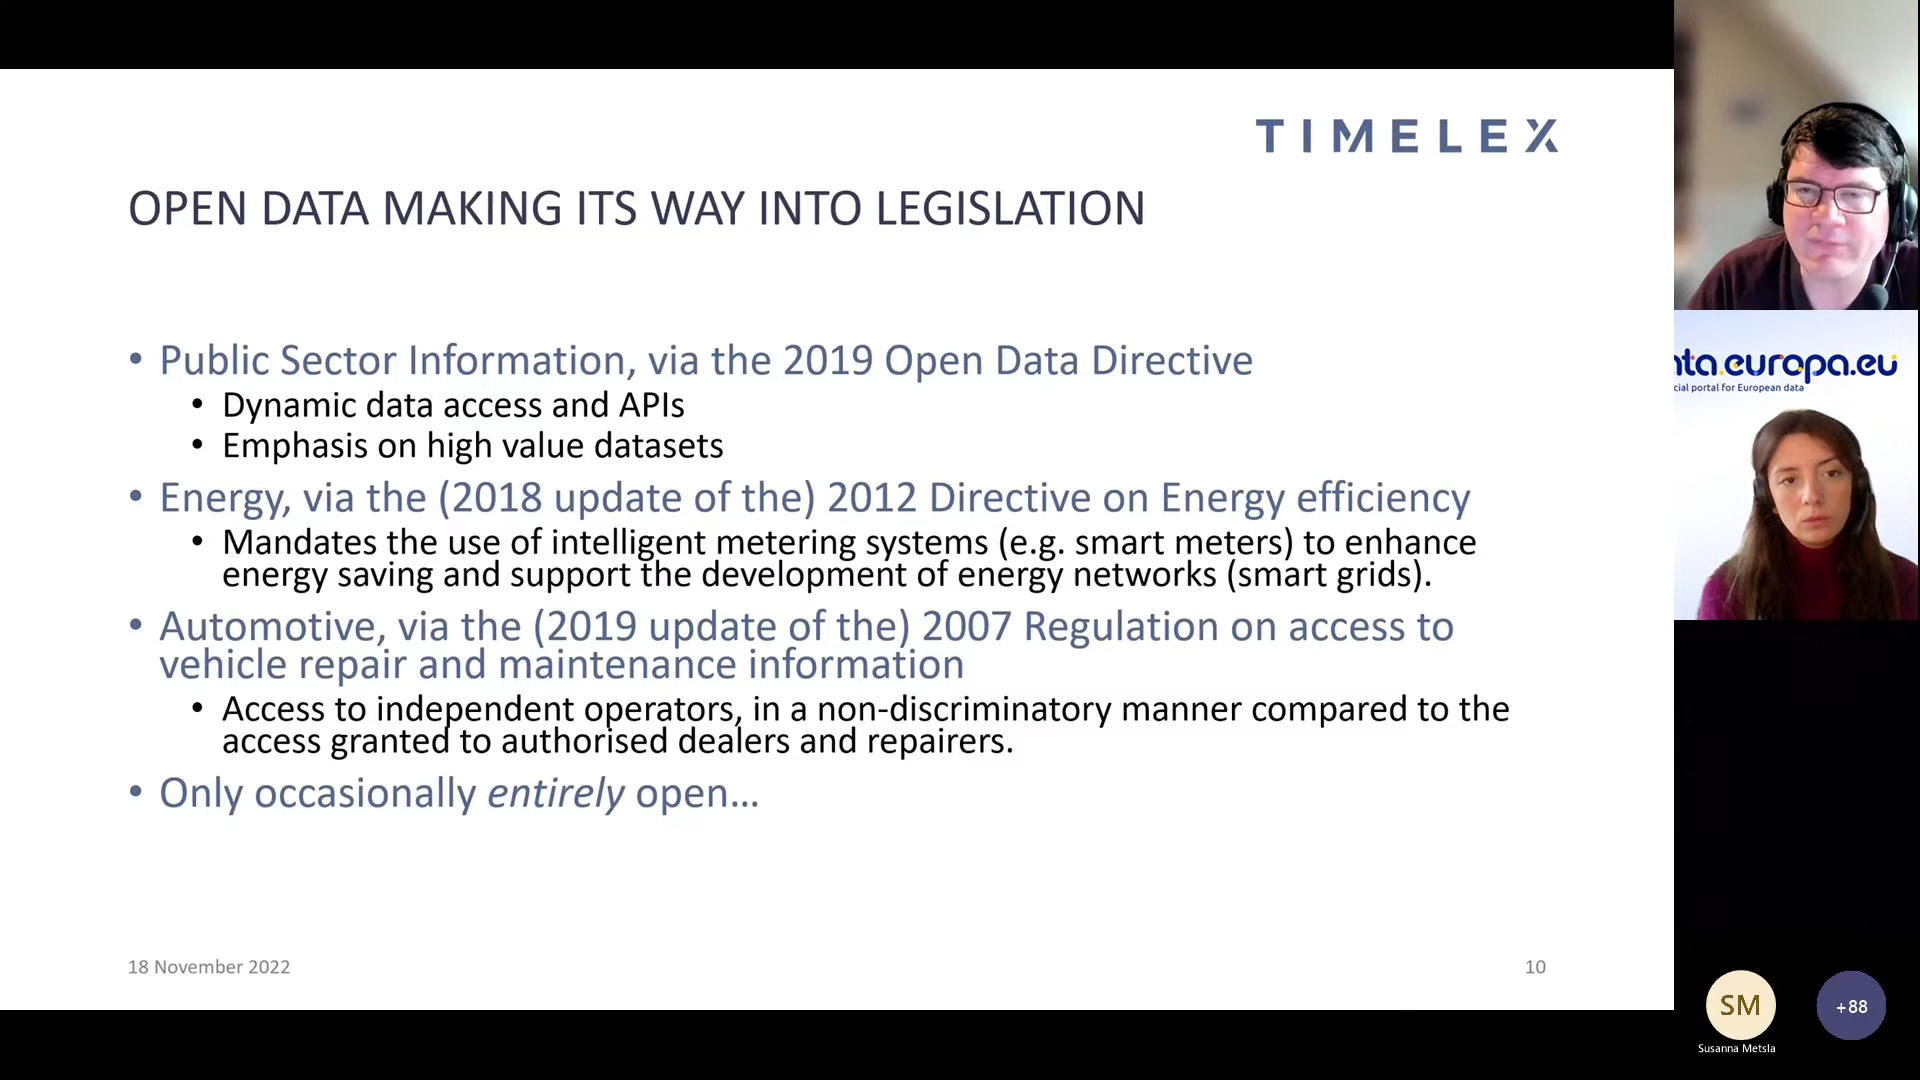 TIMELEX
OPEN DATA MAKING ITS WAY INTO LEGISLATION
• Public Sector Information, via the 2019 Open Data Directive
• Dynamic data access and APIs
• Emphasis on high value datasets
• Energy, via the (2018 update of the) 2012 Directive on Energy efficiency
• Mandates the use of intelligent metering systems (e.g. smart meters) to enhance
energy saving and support the development of energy networks (smart grids).
• Automotive, via the (2019 update of the) 2007 Regulation on access to
vehicle repair and maintenance information
• Access to independent operators, in a non-discriminatory manner compared to the
access granted to authorised dealers and repairers.
• Only occasionally entirely open…
18 November 2022
10
ta.europa.eu
cial portal for European data
SM
+88
Susanna Metsla